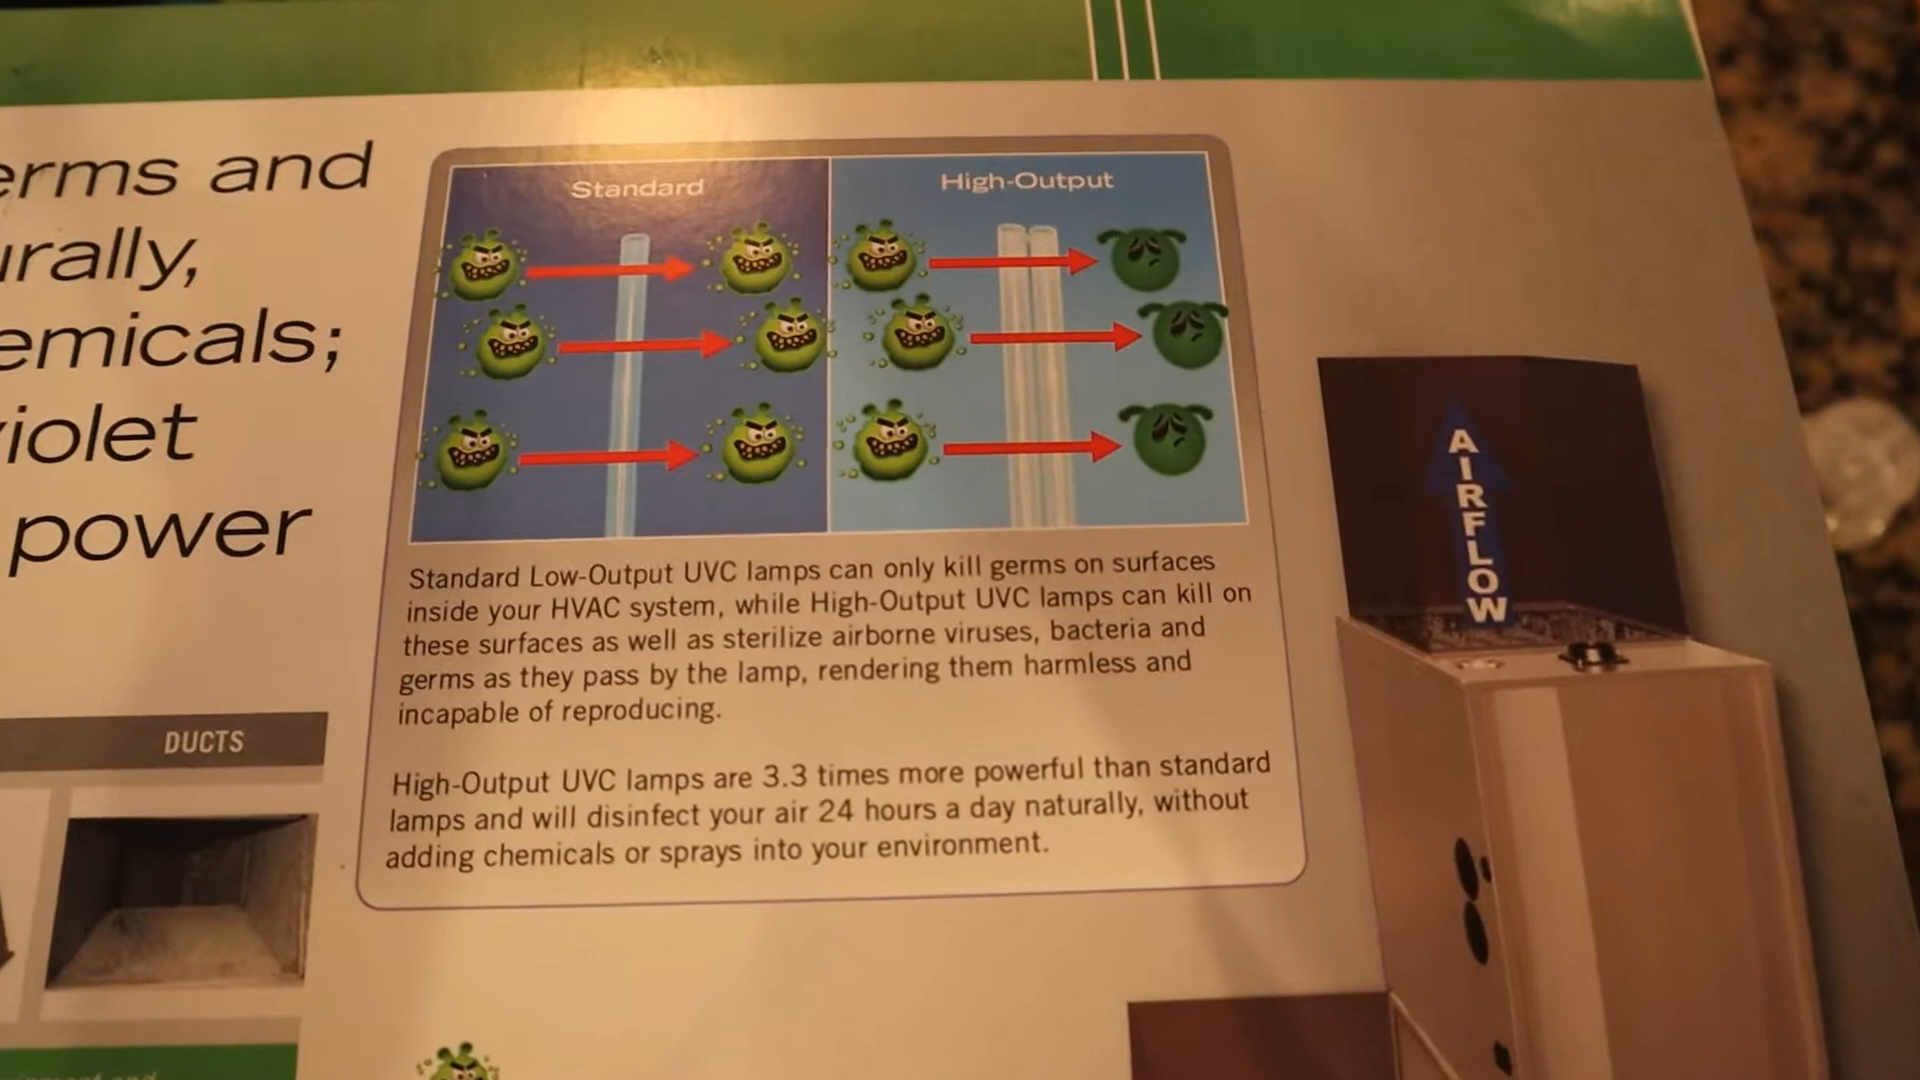 and
emicals;
power
Standard
High-Output
Standard Low-Output UVC lamps can only kill germs on surfaces
inside your HVAC system, while High-Output UVC lamps can kill on
these surfaces as well as sterilize airborne viruses, bacteria and
germs as they pass by the lamp, rendering them harmless and
incapable of reproducing.
High-Output UVC lamps are 3.3 times more powerful than standard
lamps and will disinfect your air 24 hours a day naturally, without
adding chemicals or sprays into your environment.
DUCTS
AIRFLOW